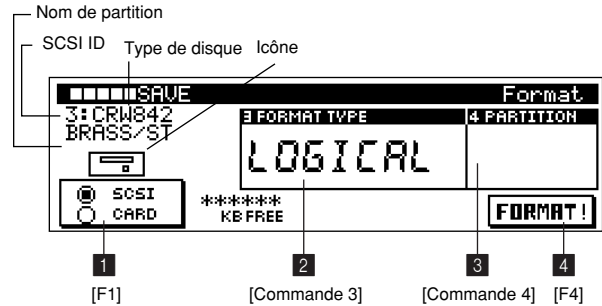 Nom de partition
SCSI ID
Type de disque
Icône
SAVE
Format
3:CRW842
BRASS/ST
3 FORMAT TYPE
4 PARTITION
LOGICAL
SCSI
CARD
******
KB FREE
FORMAT!
1
2
3
4
[F1]
[Commande 3]
[Commande 4]
[F4]